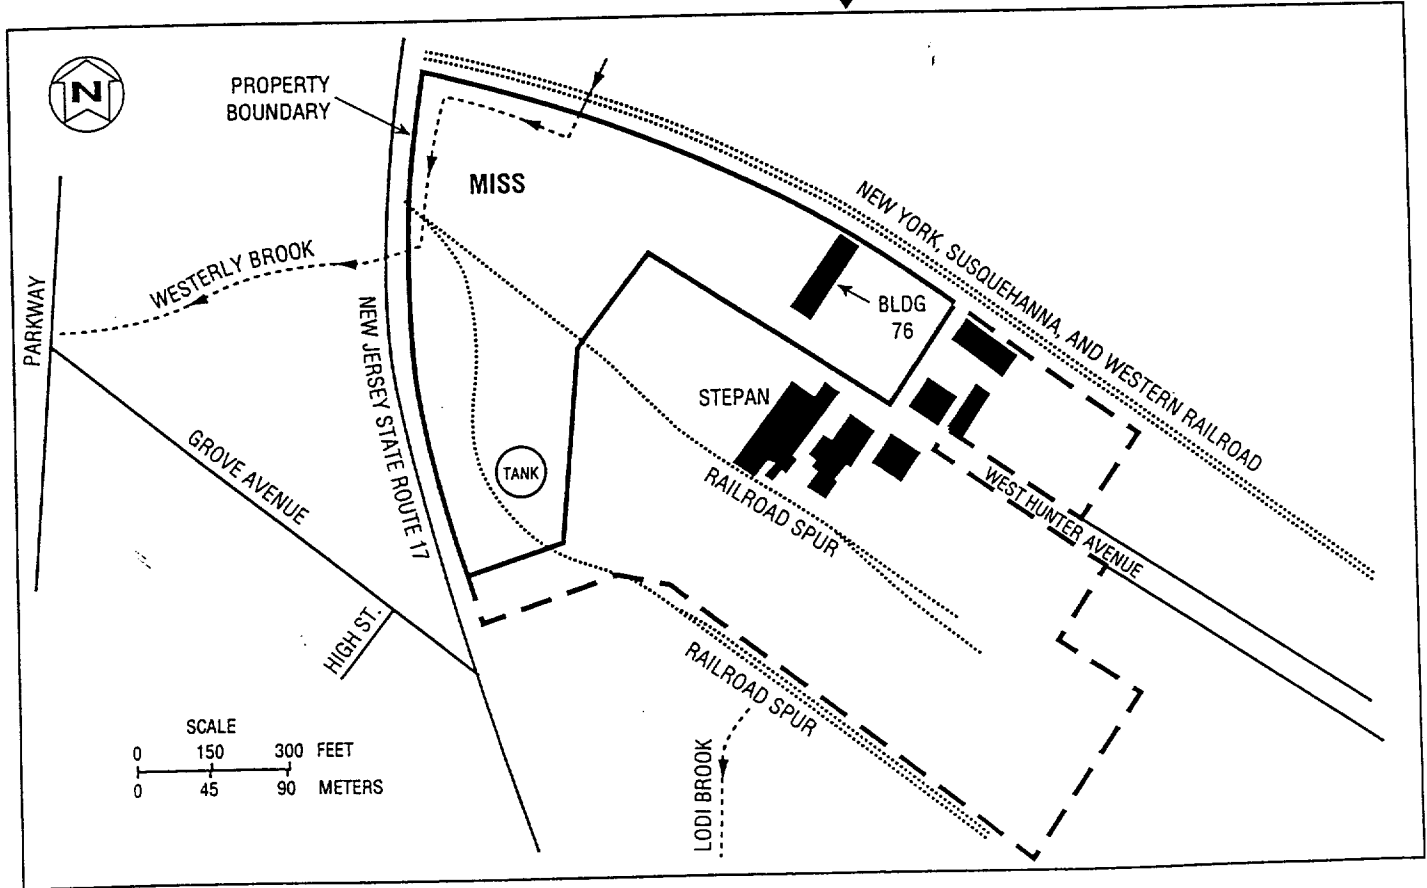 N
PROPERTY
BOUNDARY
MISS
NEW YORK, SUSQUEHANNA, AND WESTERN RAILROAD
WESTERLY BROOK
PARKWAY
NEW JERSEY STATE ROUTE 17
BLDG
76
STEPAN
GROVE AVENUE
TANK
RAILROAD SPUR
WEST HUNTER AVENUE
HIGH ST.
RAILROAD SPUR
LODI BROOK
SCALE
0 150 300 FEET
0 45 90 METERS